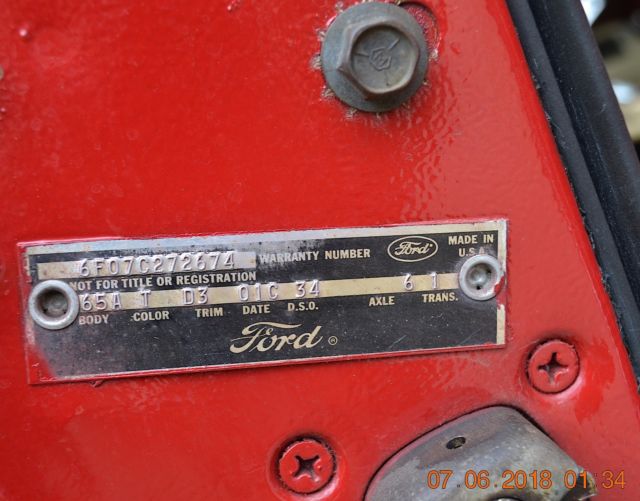 6F07C272674 WARRANTY NUMBER Ford MADE IN U.S.A.
NOT FOR TITLE OR REGISTRATION
65A T D3 01C 34 6 1
BODY COLOR TRIM DATE D.S.O. AXLE TRANS.
Ford ®
07.06.2018 01:34